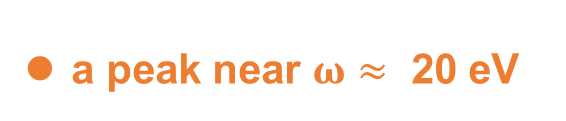 ● a peak near ω ≈ 20 eV